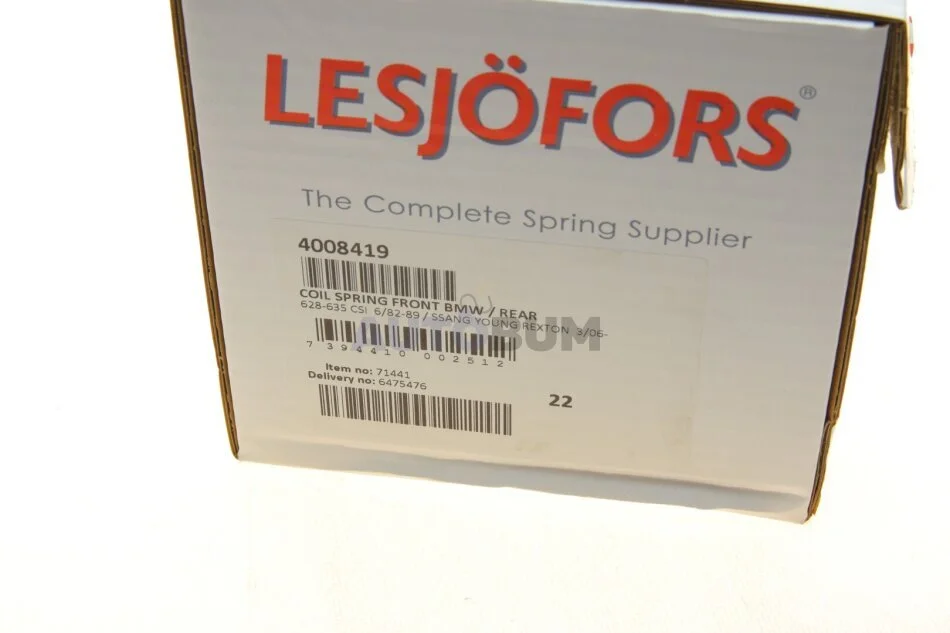 LESJÖFORS®
The Complete Spring Supplier
4008419
COIL SPRING FRONT BMW / REAR
628-635 CSI 6/82-89 / SSANG YOUNG REXTON 3/06-
AUTOBUM
7 394410 002512
Item no: 71441
Delivery no: 6475476
22